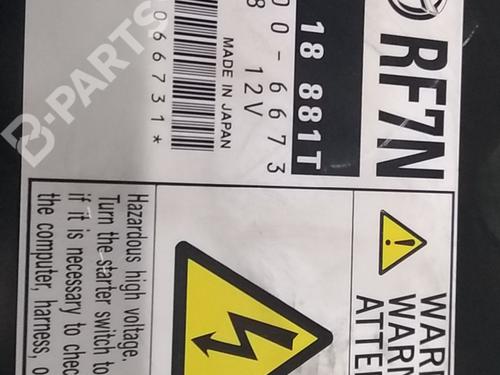 RF7N
18 881T
00-6673
8 12V
MADE IN JAPAN
066731*
B-PARTS
Hazardous high voltage.
Turn the starter switch to
if it is necessary to chec
the computer, harness, o
WAR
WARN
ATTE